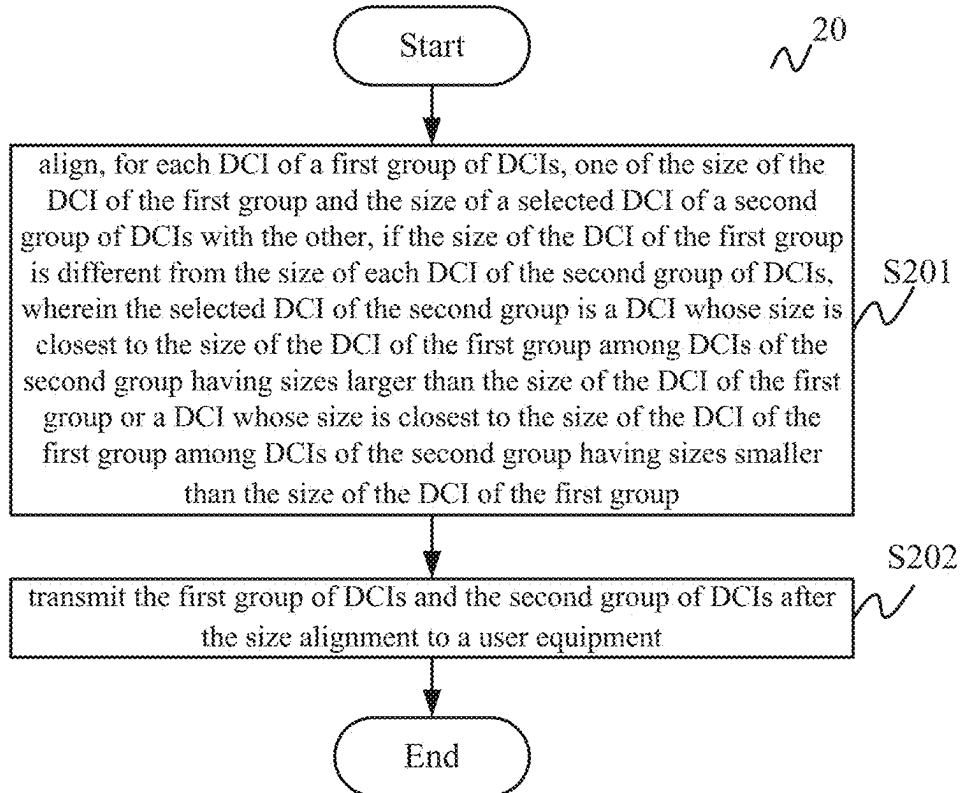 Start
20
align, for each DCI of a first group of DCIs, one of the size of the
DCI of the first group and the size of a selected DCI of a second
group of DCIs with the other, if the size of the DCI of the first group
is different from the size of each DCI of the second group of DCIs,
wherein the selected DCI of the second group is a DCI whose size is
closest to the size of the DCI of the first group among DCIs of the
second group having sizes larger than the size of the DCI of the first
group or a DCI whose size is closest to the size of the DCI of the
first group among DCIs of the second group having sizes smaller
than the size of the DCI of the first group
S201
transmit the first group of DCIs and the second group of DCIs after
the size alignment to a user equipment
S202
End